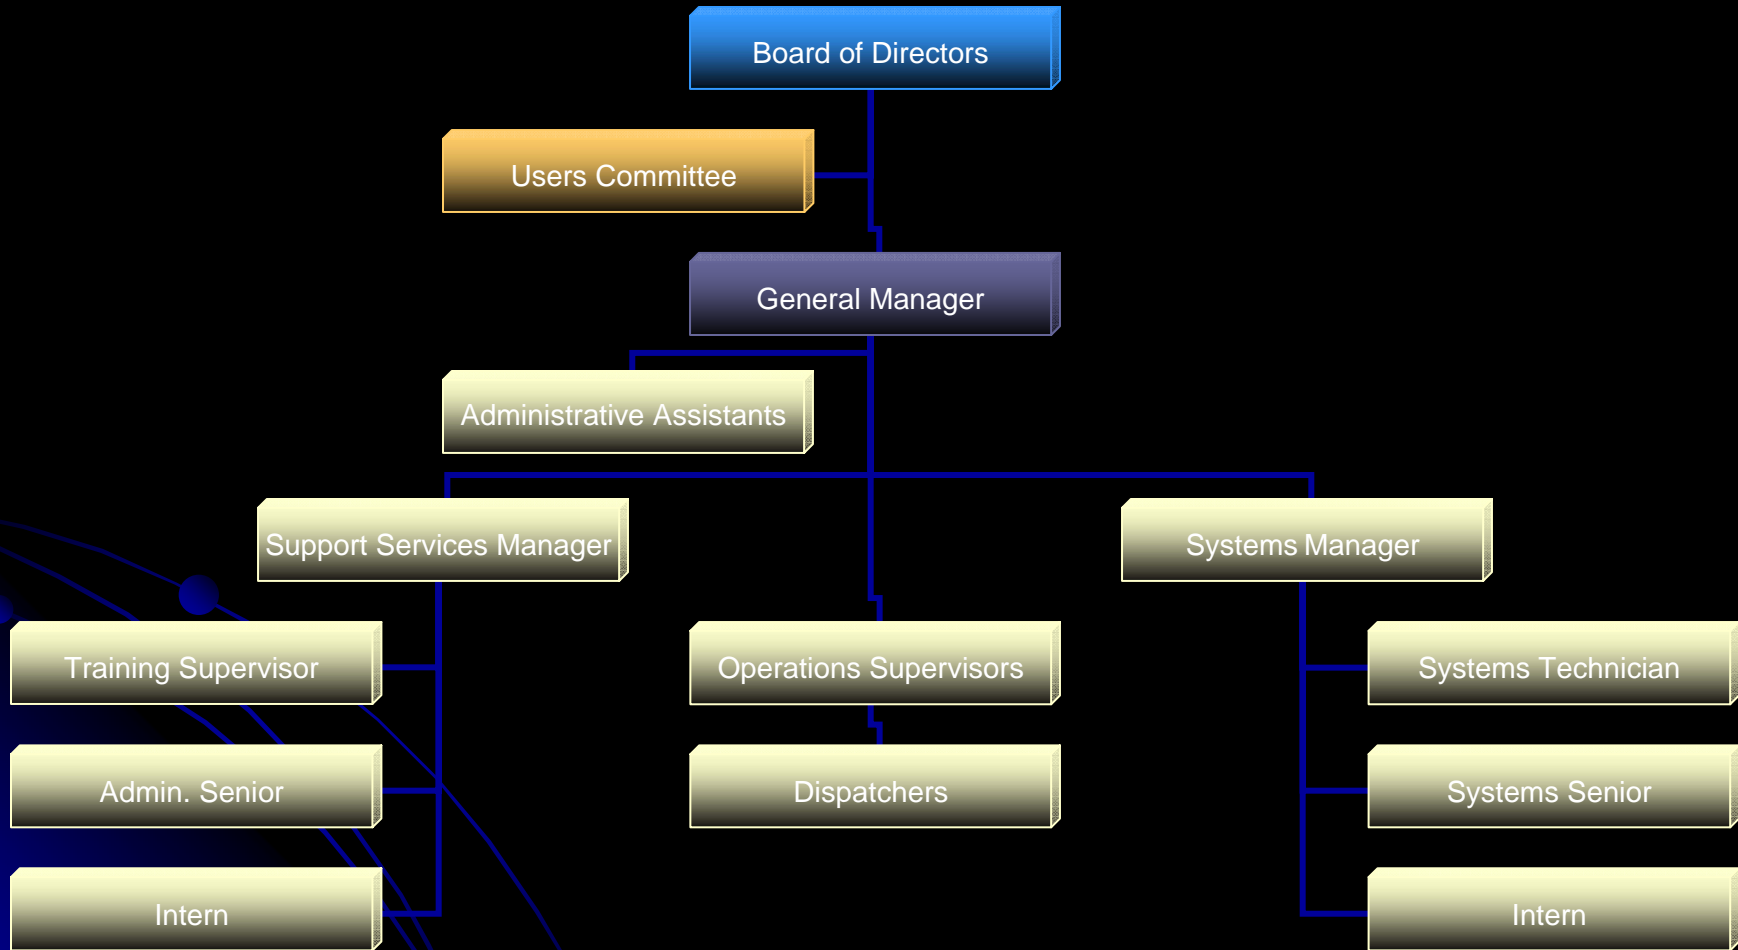 Board of Directors
Users Committee
General Manager
Administrative Assistants
Support Services Manager
Systems Manager
Training Supervisor
Operations Supervisors
Systems Technician
Admin. Senior
Dispatchers
Systems Senior
Intern
Intern